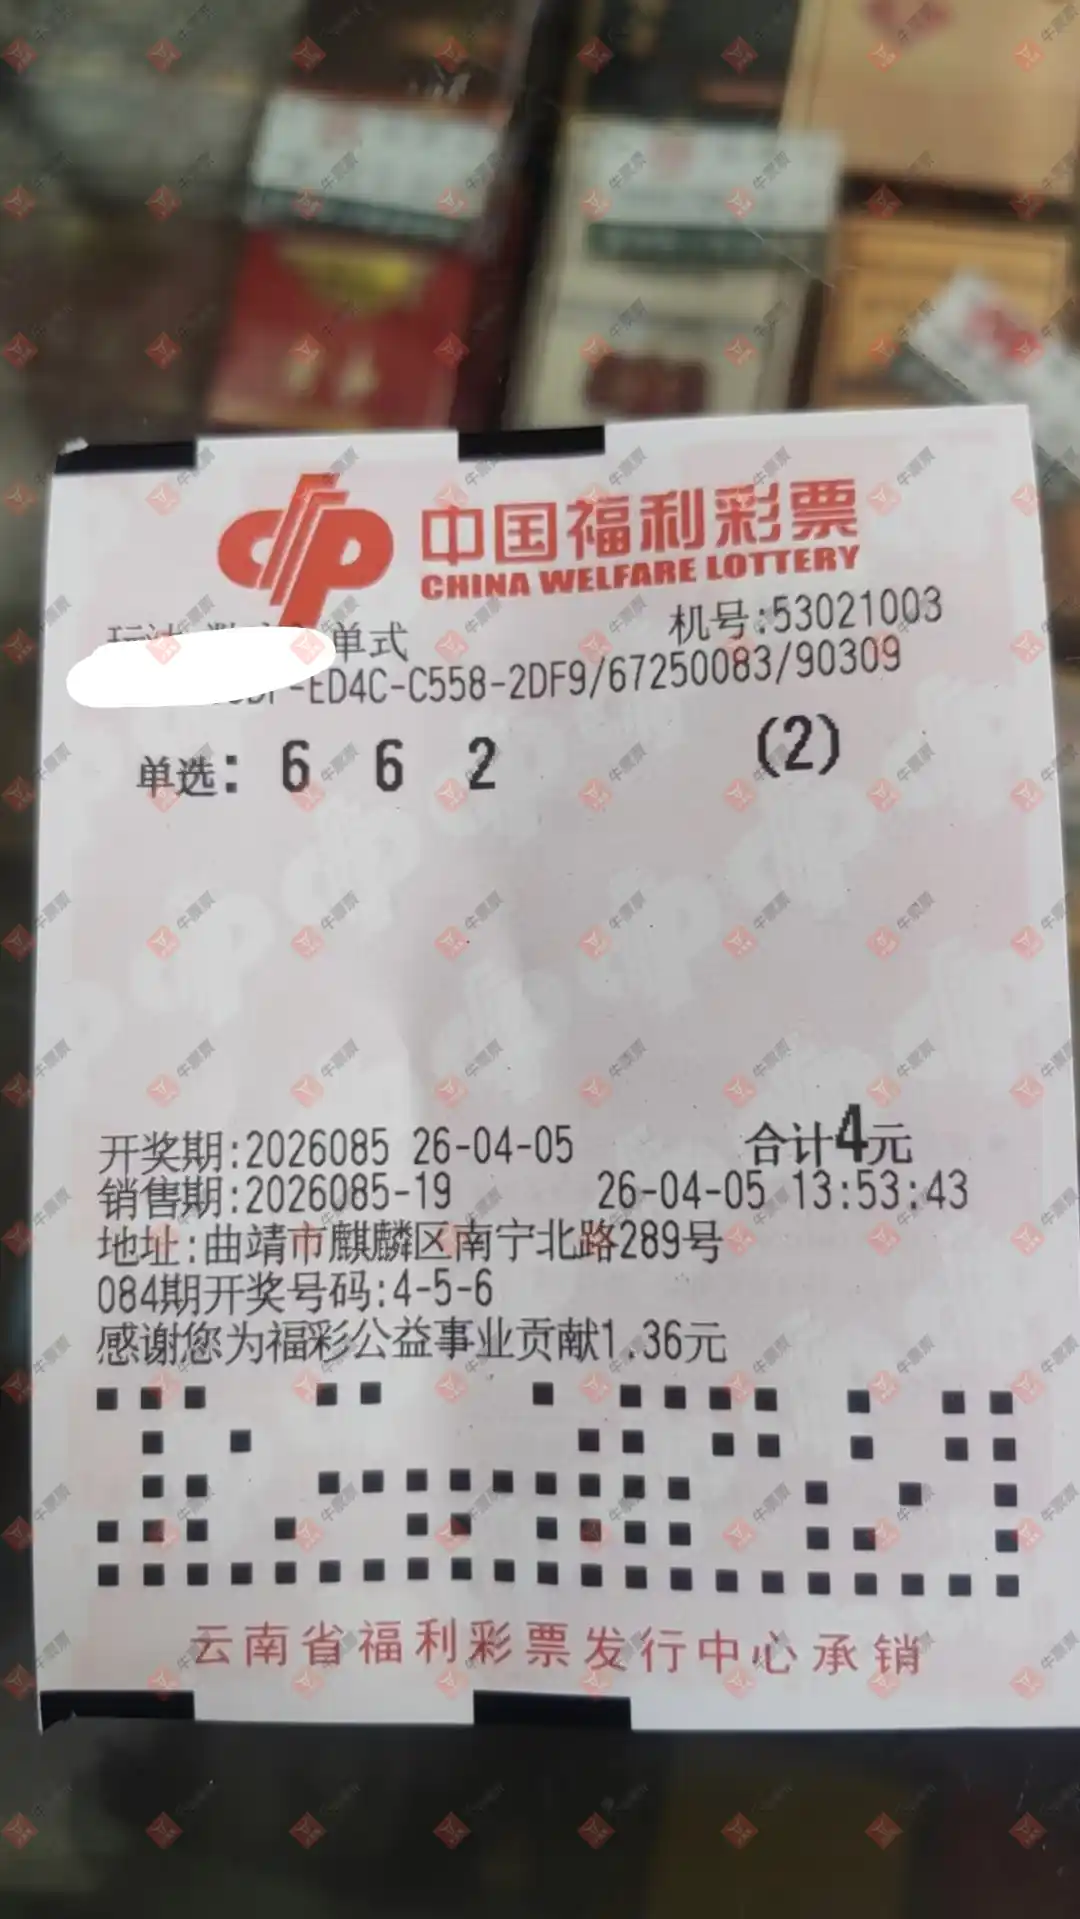 中国福利彩票
CHINA WELFARE LOTTERY
单式
机号:53021003
-ED4C-C558-2DF9/67250083/90309
单选: 6 6 2 (2)
开奖期:2026085 26-04-05 合计4元
销售期:2026085-19 26-04-05 13:53:43
地址:曲靖市麒麟区南宁北路289号
084期开奖号码:4-5-6
感谢您为福彩公益事业贡献1.36元
云南省福利彩票发行中心承销
牛票票